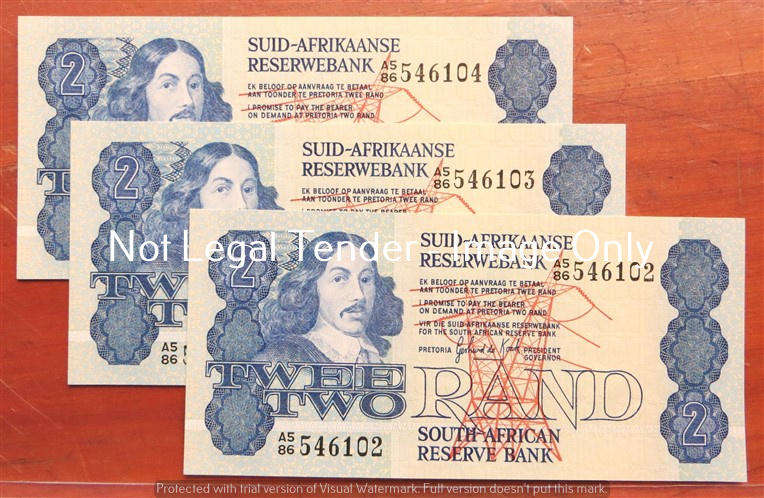 2
SUID-AFRIKAANSE
RESERWEBANK
A5
86 546104
EK BELOOF OP AANVRAAG TE BETAAL
AAN TOONDER TE PRETORIA TWEE RAND
I PROMISE TO PAY THE BEARER
ON DEMAND AT PRETORIA TWO RAND
2
SUID-AFRIKAANSE
RESERWEBANK
A5
86 546103
EK BELOOF OP AANVRAAG TE BETAAL
AAN TOONDER TE PRETORIA TWEE RAND
I PROMISE TO PAY THE BEARER
A5
86
Not Legal Tender - Image Only
2
SUID-AFRIKAANSE
RESERWEBANK
A5
86 546102
EK BELOOF OP AANVRAAG TE BETAAL
AAN TOONDER TE PRETORIA TWEE RAND
I PROMISE TO PAY THE BEARER
ON DEMAND AT PRETORIA TWO RAND
VIR DIE SUID-AFRIKAANSE RESERWEBANK
FOR THE SOUTH AFRICAN RESERVE BANK
PRETORIA PRESIDENT
GOVERNOR
TWEE
TWO
RAND
A5
86 546102
SOUTH AFRICAN
RESERVE BANK
2
Protected with trial version of Visual Watermark. Full version doesn't put this mark.